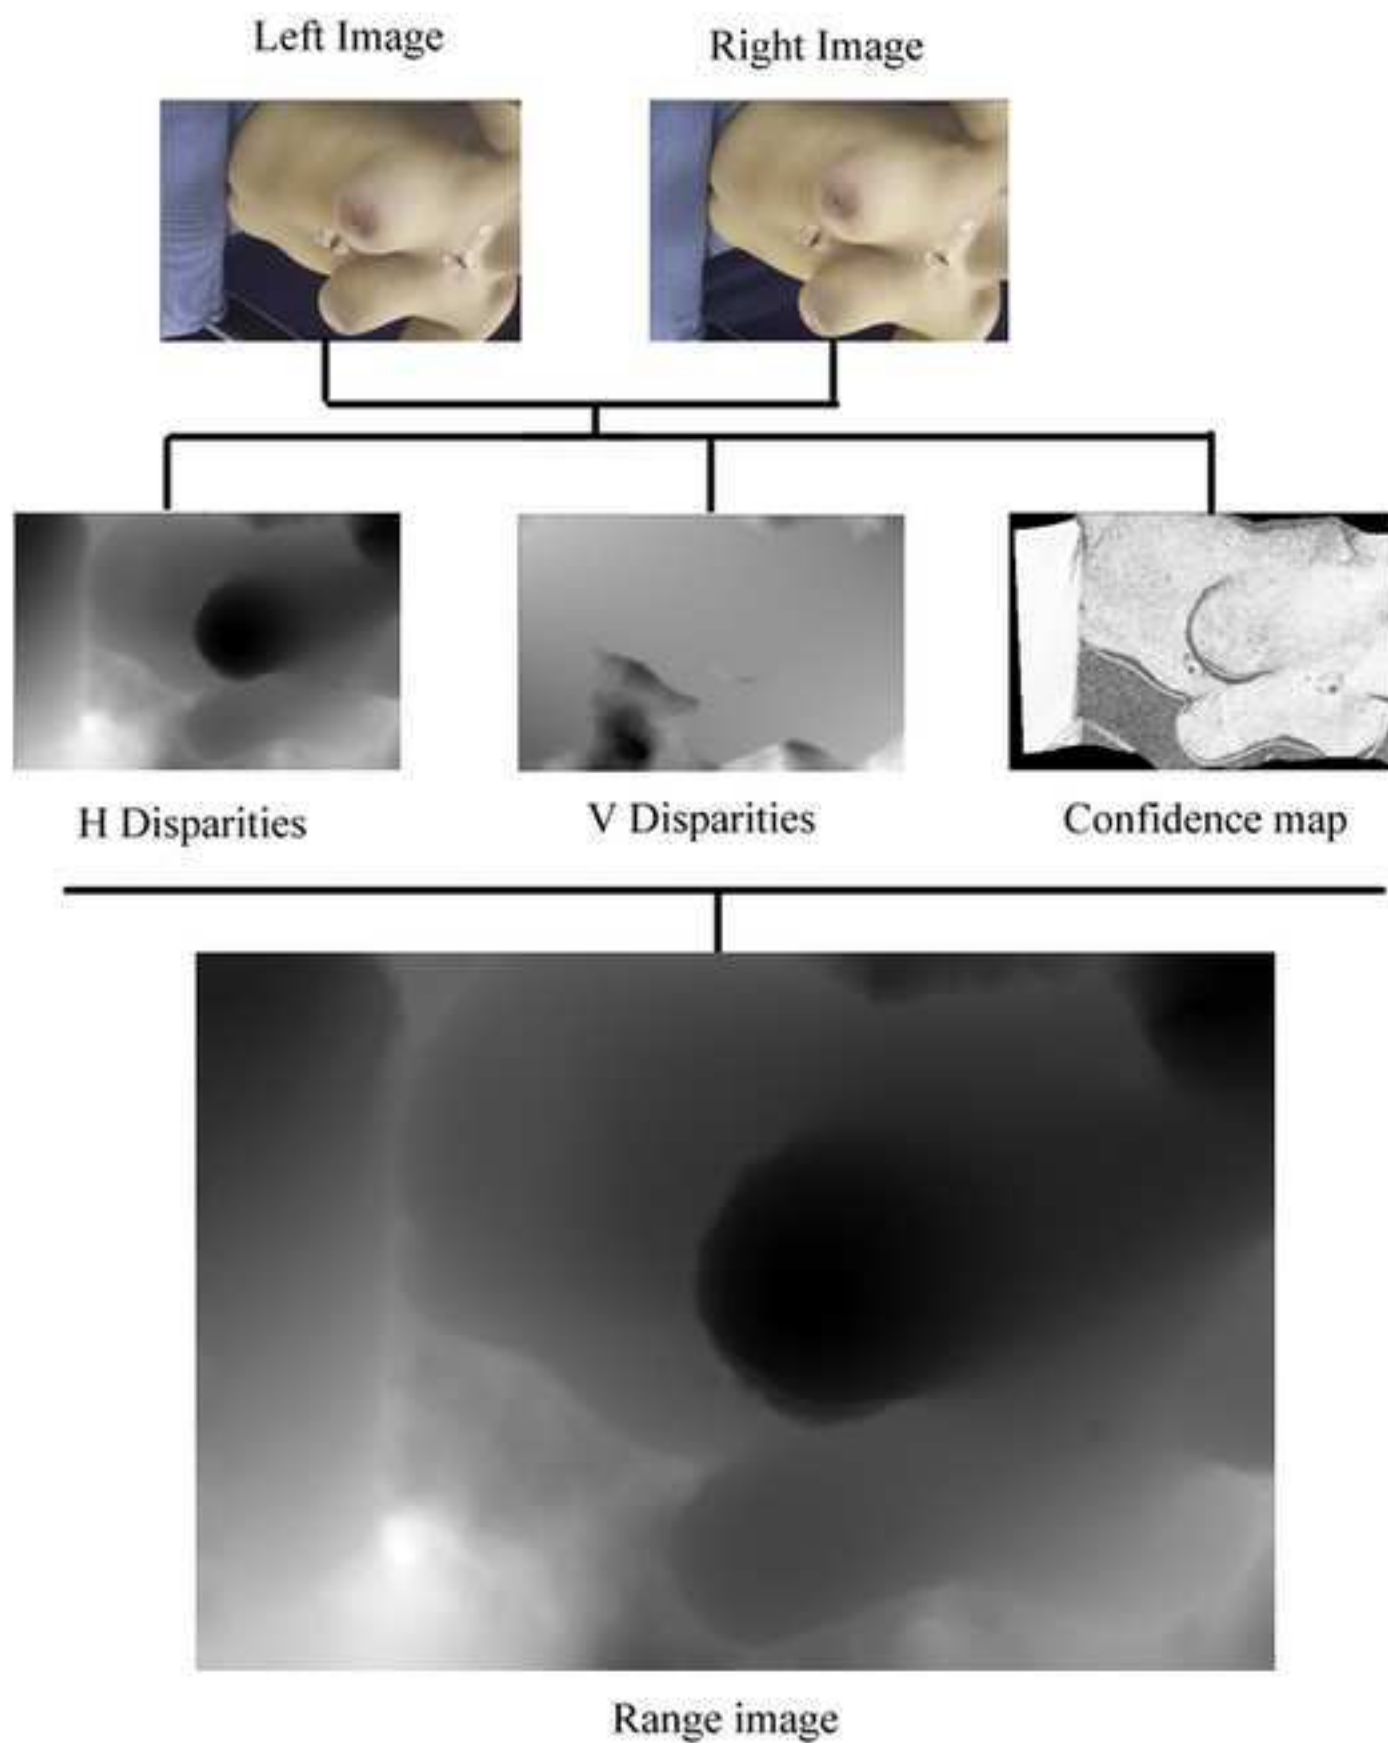 Left Image
Right Image
H Disparities
V Disparities
Confidence map
Range image